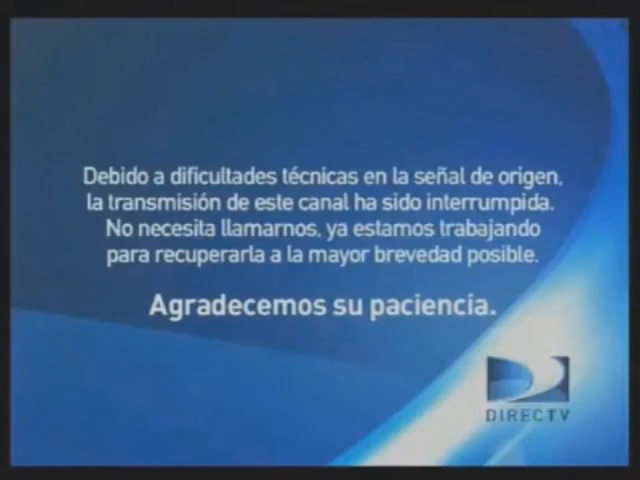 Debido a dificultades técnicas en la señal de origen,
la transmisión de este canal ha sido interrumpida.
No necesita llamarnos, ya estamos trabajando
para recuperarla a la mayor brevedad posible.
Agradecemos su paciencia.
DIRECTV